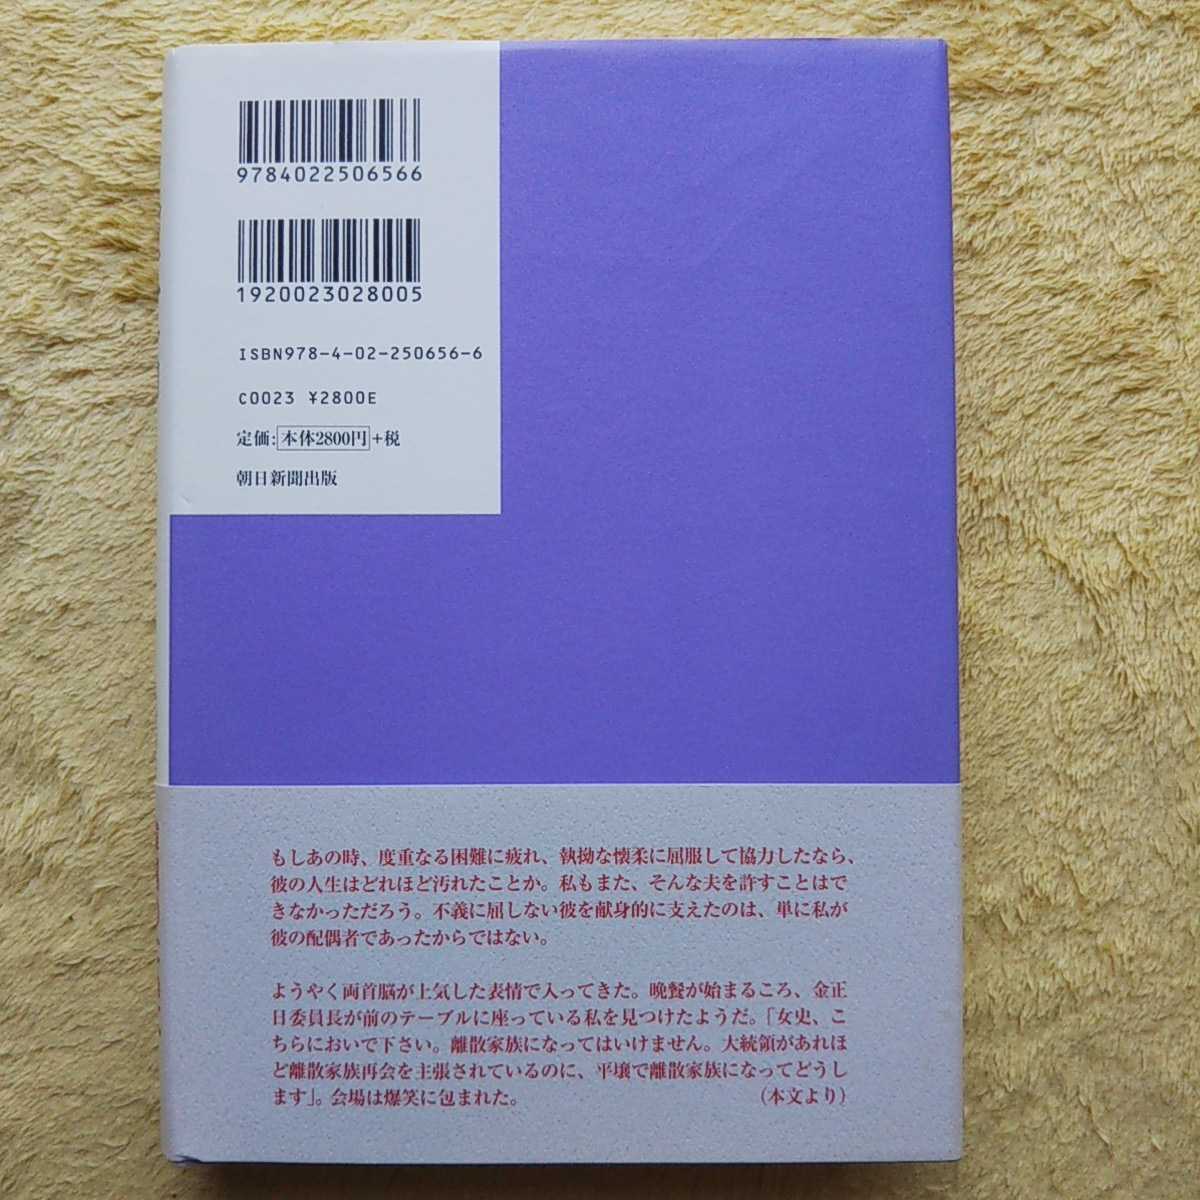 9784022506566
1920023028005
ISBN978-4-02-250656-6
C0023 ¥2800E
定価:本体2800円+税
朝日新聞出版
もしあの時、度重なる困難に疲れ、執拗な懐柔に屈服して協力したなら、
彼の人生はどれほど汚れたことか。私もまた、そんな夫を許すことはで
きなかっただろう。不義に屈しない彼を献身的に支えたのは、単に私が
彼の配偶者であったからではない。
ようやく両首脳が上気した表情で入ってきた。晩餐が始まるころ、金正
日委員長が前のテーブルに座っている私を見つけたようだ。「女史、こ
ちらにおいで下さい。離散家族になってはいけません。大統領があれほ
ど離散家族再会を主張されているのに、平壌で離散家族になってどうし
ます」。会場は爆笑に包まれた。 (本文より)